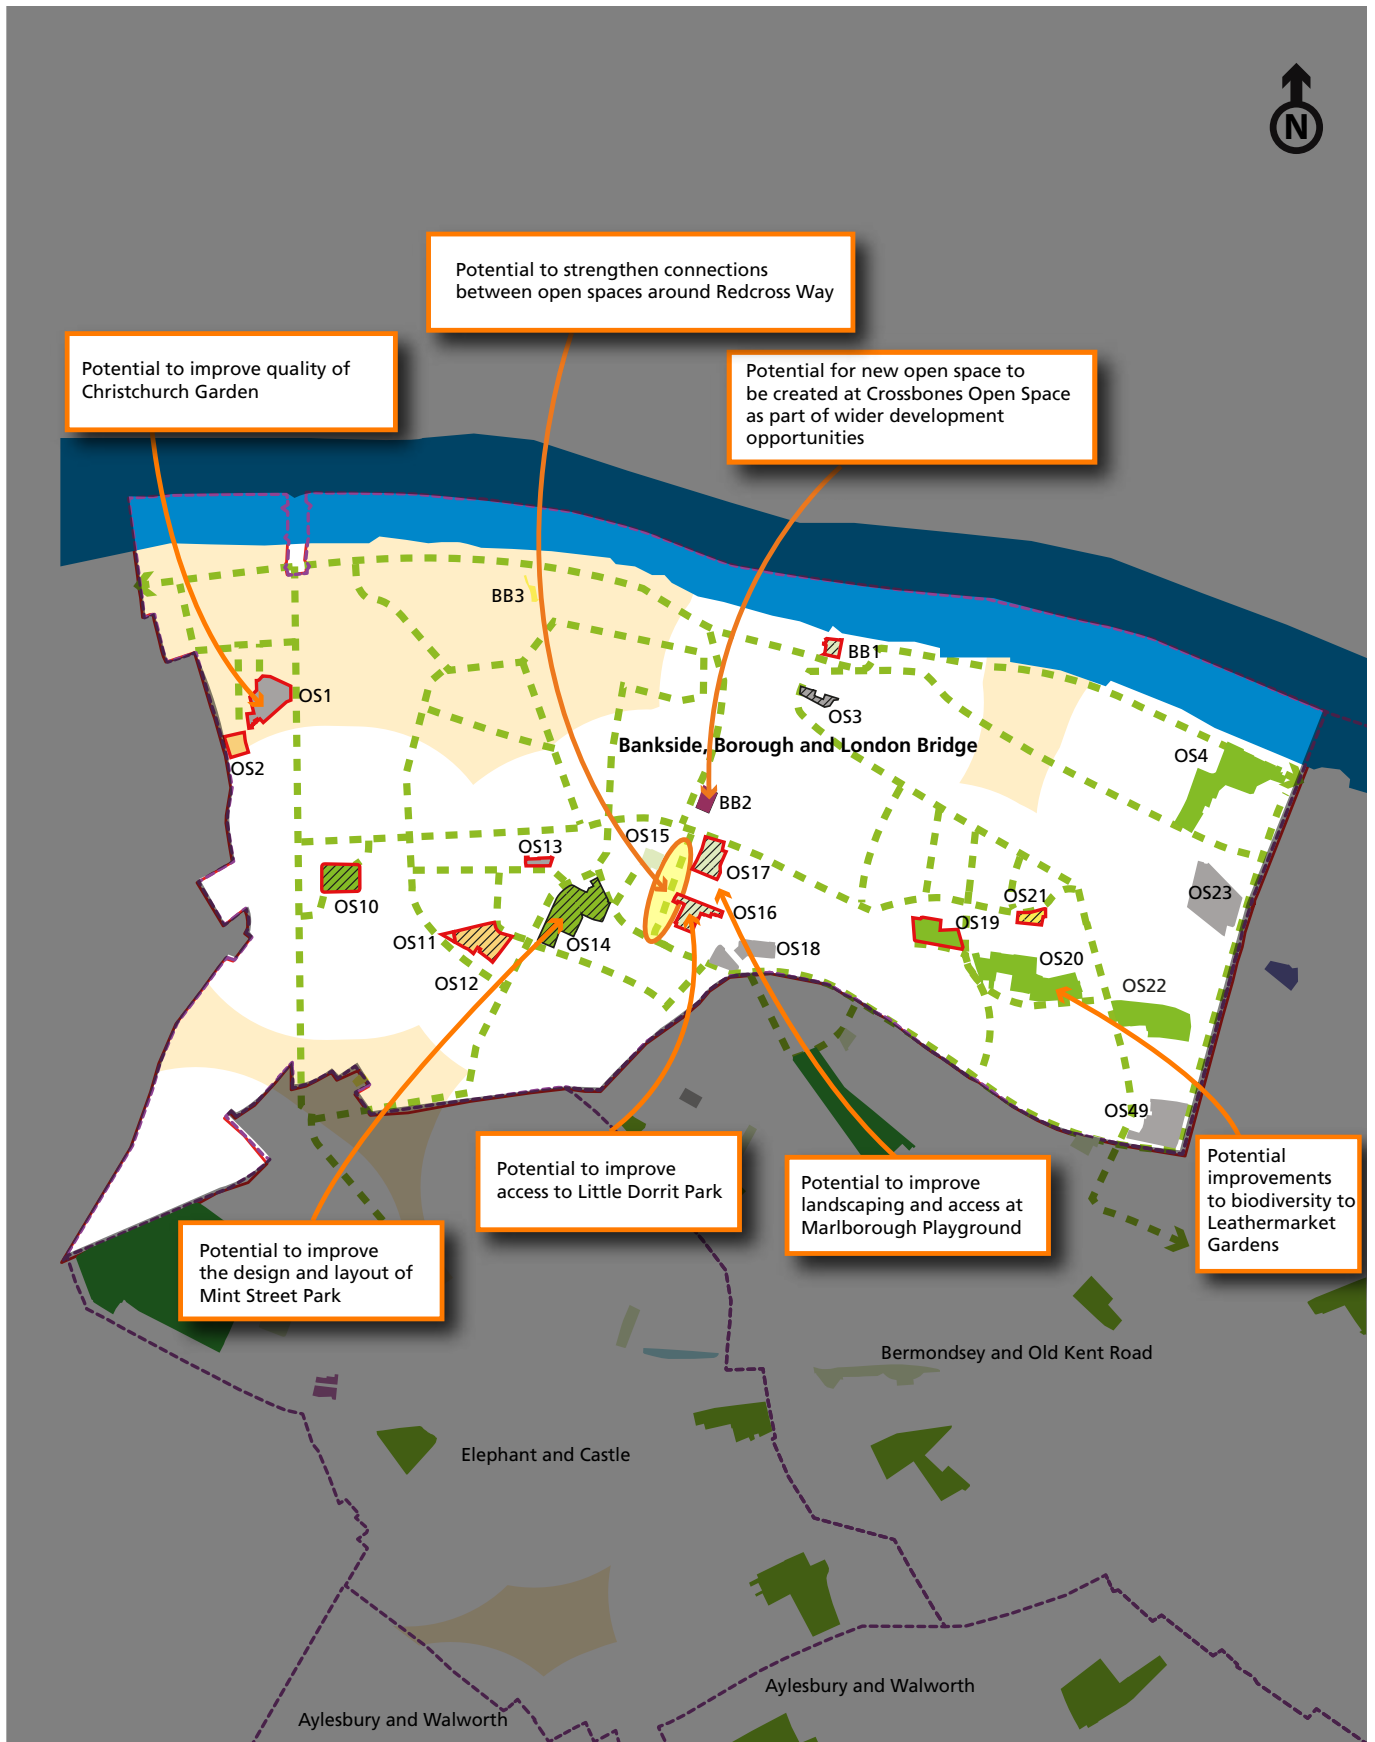 N
Potential to strengthen connections
between open spaces around Redcross Way
Potential to improve quality of
Christchurch Garden
Potential for new open space to
be created at Crossbones Open Space
as part of wider development
opportunities
BB3
BB1
OS1
OS3
Bankside, Borough and London Bridge
OS4
OS2
BB2
OS15
OS13
OS17
OS23
OS21
OS10
OS16
OS19
OS11
OS14
OS18
OS20
OS12
OS22
OS49
Potential to improve
access to Little Dorrit Park
Potential to improve
landscaping and access at
Marlborough Playground
Potential
improvements
to biodiversity to
Leathermarket
Gardens
Potential to improve
the design and layout of
Mint Street Park
Bermondsey and Old Kent Road
Elephant and Castle
Aylesbury and Walworth
Aylesbury and Walworth